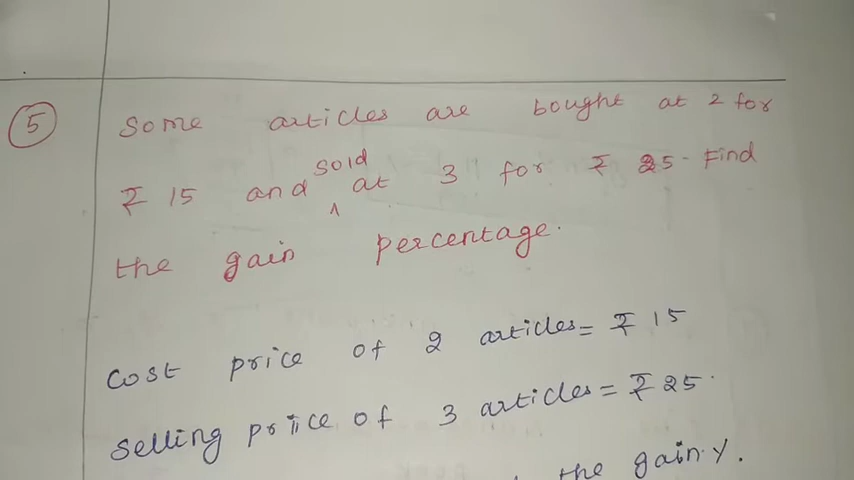 5 Some articles are bought at 2 for
₹ 15 and sold at 3 for ₹ 25. Find
the gain percentage.
Cost price of 2 articles = ₹ 15
Selling price of 3 articles = ₹ 25.
the gain %.